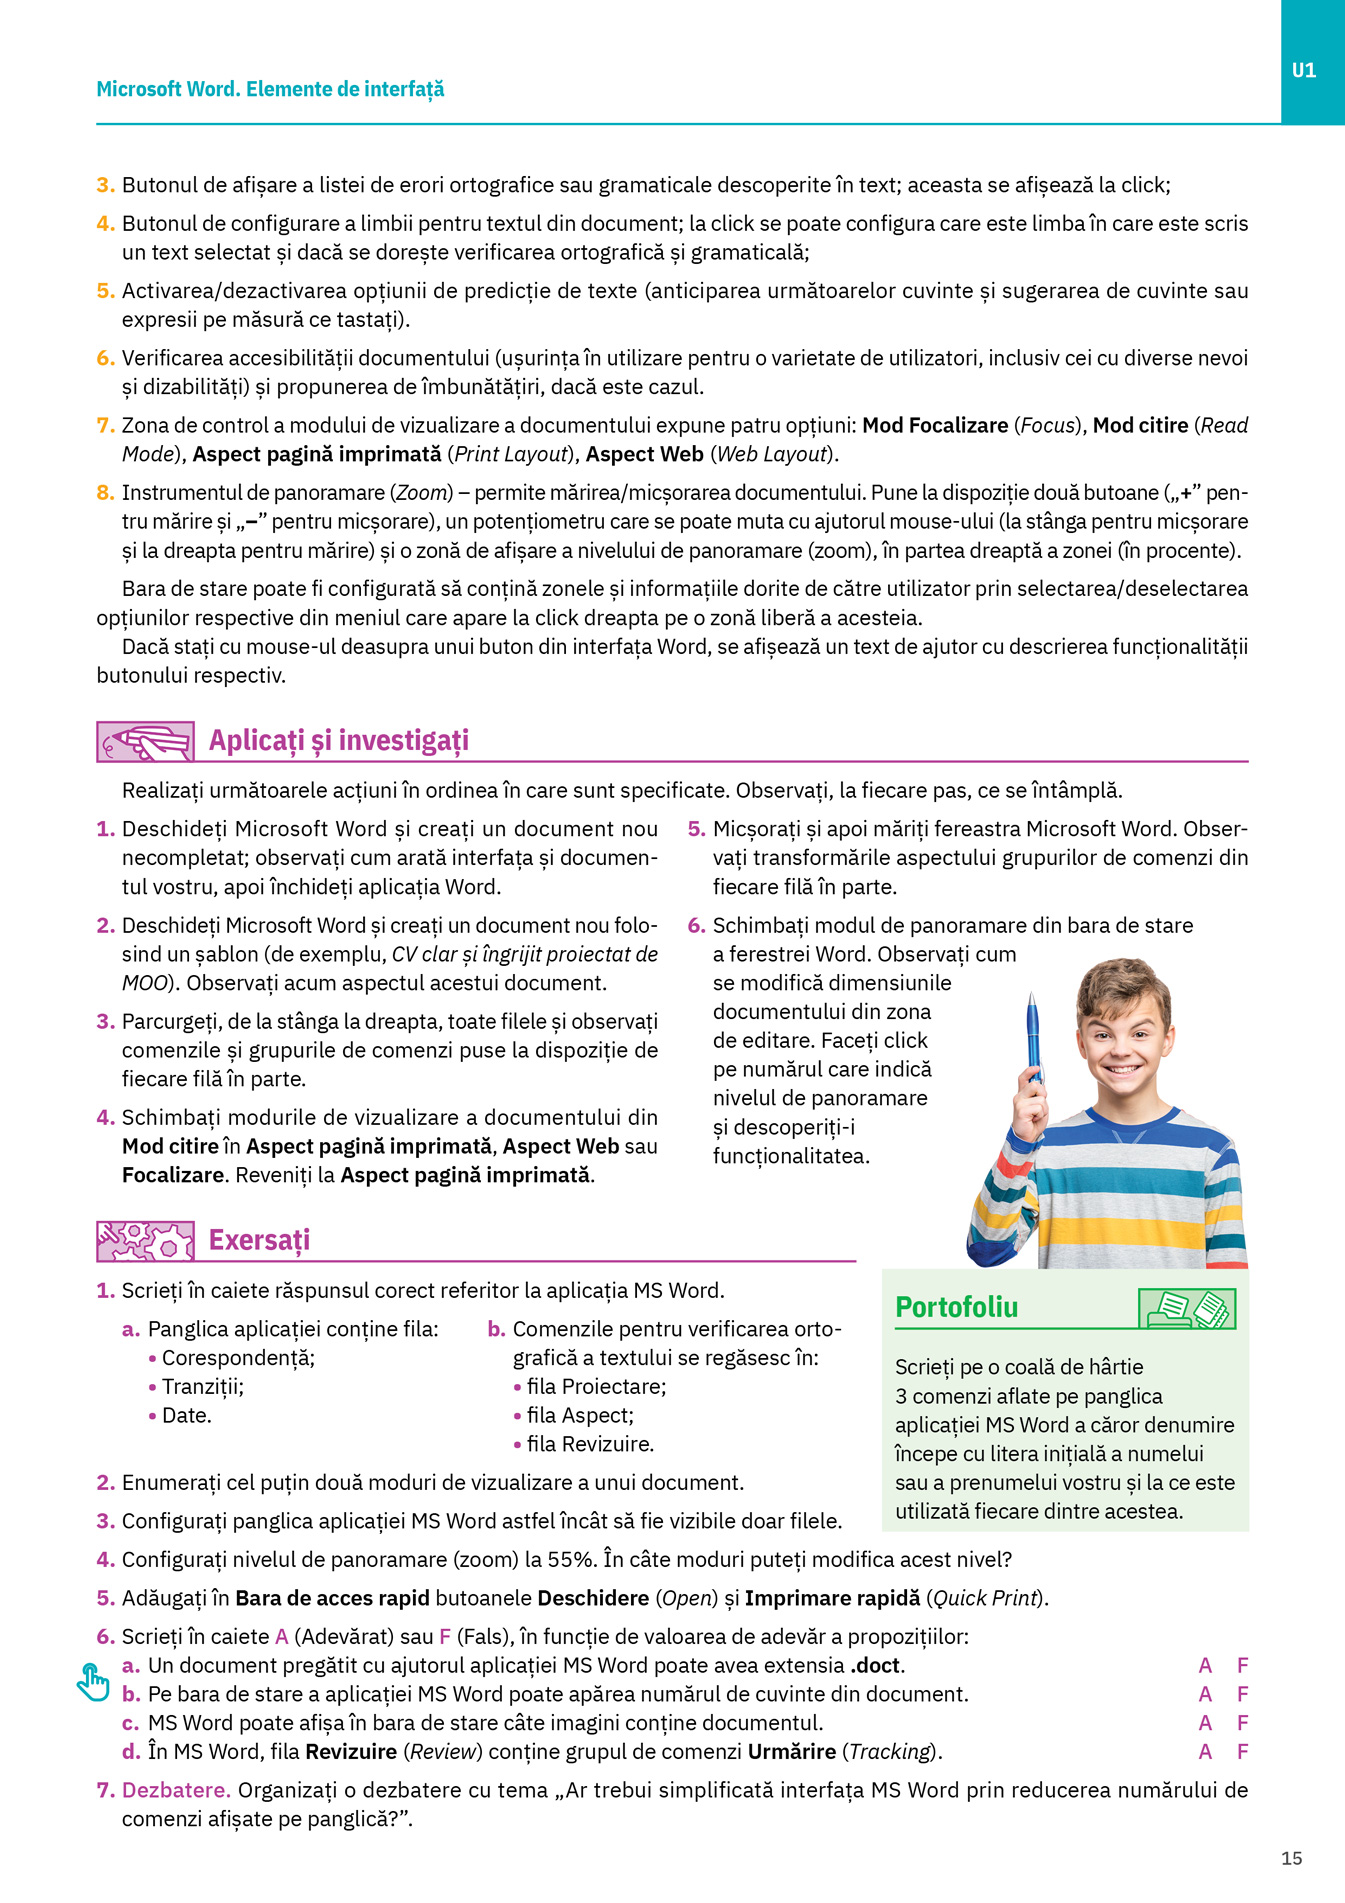 U1
Microsoft Word. Elemente de interfață
3. Butonul de afișare a listei de erori ortografice sau gramaticale descoperite în text; aceasta se afișează la click;
4. Butonul de configurare a limbii pentru textul din document; la click se poate configura care este limba în care este scris
un text selectat și dacă se dorește verificarea ortografică și gramaticală;
5. Activarea/dezactivarea opțiunii de predicție de texte (anticiparea următoarelor cuvinte și sugerarea de cuvinte sau
expresii pe măsură ce tastați).
6. Verificarea accesibilității documentului (ușurința în utilizare pentru o varietate de utilizatori, inclusiv cei cu diverse nevoi
și dizabilități) și propunerea de îmbunătățiri, dacă este cazul.
7. Zona de control a modului de vizualizare a documentului expune patru opțiuni: Mod Focalizare (Focus), Mod citire (Read
Mode), Aspect pagină imprimată (Print Layout), Aspect Web (Web Layout).
8. Instrumentul de panoramare (Zoom) – permite mărirea/micșorarea documentului. Pune la dispoziție două butoane („+” pen-
tru mărire și „–” pentru micșorare), un potențiometru care se poate muta cu ajutorul mouse-ului (la stânga pentru micșorare
și la dreapta pentru mărire) și o zonă de afișare a nivelului de panoramare (zoom), în partea dreaptă a zonei (în procente).
Bara de stare poate fi configurată să conțină zonele și informațiile dorite de către utilizator prin selectarea/deselectarea
opțiunilor respective din meniul care apare la click dreapta pe o zonă liberă a acesteia.
Dacă stați cu mouse-ul deasupra unui buton din interfața Word, se afișează un text de ajutor cu descrierea funcționalității
butonului respectiv.
Aplicați și investigați
Realizați următoarele acțiuni în ordinea în care sunt specificate. Observați, la fiecare pas, ce se întâmplă.
1. Deschideți Microsoft Word și creați un document nou
necompletat; observați cum arată interfața și documen-
tul vostru, apoi închideți aplicația Word.
2. Deschideți Microsoft Word și creați un document nou folo-
sind un șablon (de exemplu, CV clar și îngrijit proiectat de
MOO). Observați acum aspectul acestui document.
3. Parcurgeți, de la stânga la dreapta, toate filele și observați
comenzile și grupurile de comenzi puse la dispoziție de
fiecare filă în parte.
4. Schimbați modurile de vizualizare a documentului din
Mod citire în Aspect pagină imprimată, Aspect Web sau
Focalizare. Reveniți la Aspect pagină imprimată.
5. Micșorați și apoi măriți fereastra Microsoft Word. Obser-
vați transformările aspectului grupurilor de comenzi din
fiecare filă în parte.
6. Schimbați modul de panoramare din bara de stare
a ferestrei Word. Observați cum
se modifică dimensiunile
documentului din zona
de editare. Faceți click
pe numărul care indică
nivelul de panoramare
și descoperiți-i
funcționalitatea.
Exersați
1. Scrieți în caiete răspunsul corect referitor la aplicația MS Word.
a. Panglica aplicației conține fila:
• Corespondență;
• Tranziții;
• Date.
b. Comenzile pentru verificarea orto-
grafică a textului se regăsesc în:
• fila Proiectare;
• fila Aspect;
• fila Revizuire.
2. Enumerați cel puțin două moduri de vizualizare a unui document.
3. Configurați panglica aplicației MS Word astfel încât să fie vizibile doar filele.
4. Configurați nivelul de panoramare (zoom) la 55%. În câte moduri puteți modifica acest nivel?
5. Adăugați în Bara de acces rapid butoanele Deschidere (Open) și Imprimare rapidă (Quick Print).
6. Scrieți în caiete A (Adevărat) sau F (Fals), în funcție de valoarea de adevăr a propozițiilor:
a. Un document pregătit cu ajutorul aplicației MS Word poate avea extensia .doct. A F
b. Pe bara de stare a aplicației MS Word poate apărea numărul de cuvinte din document. A F
c. MS Word poate afișa în bara de stare câte imagini conține documentul. A F
d. În MS Word, fila Revizuire (Review) conține grupul de comenzi Urmărire (Tracking). A F
7. Dezbatere. Organizați o dezbatere cu tema „Ar trebui simplificată interfața MS Word prin reducerea numărului de
comenzi afișate pe panglică?”.
Portofoliu
Scrieți pe o coală de hârtie
3 comenzi aflate pe panglica
aplicației MS Word a căror denumire
începe cu litera inițială a numelui
sau a prenumelui vostru și la ce este
utilizată fiecare dintre acestea.
15